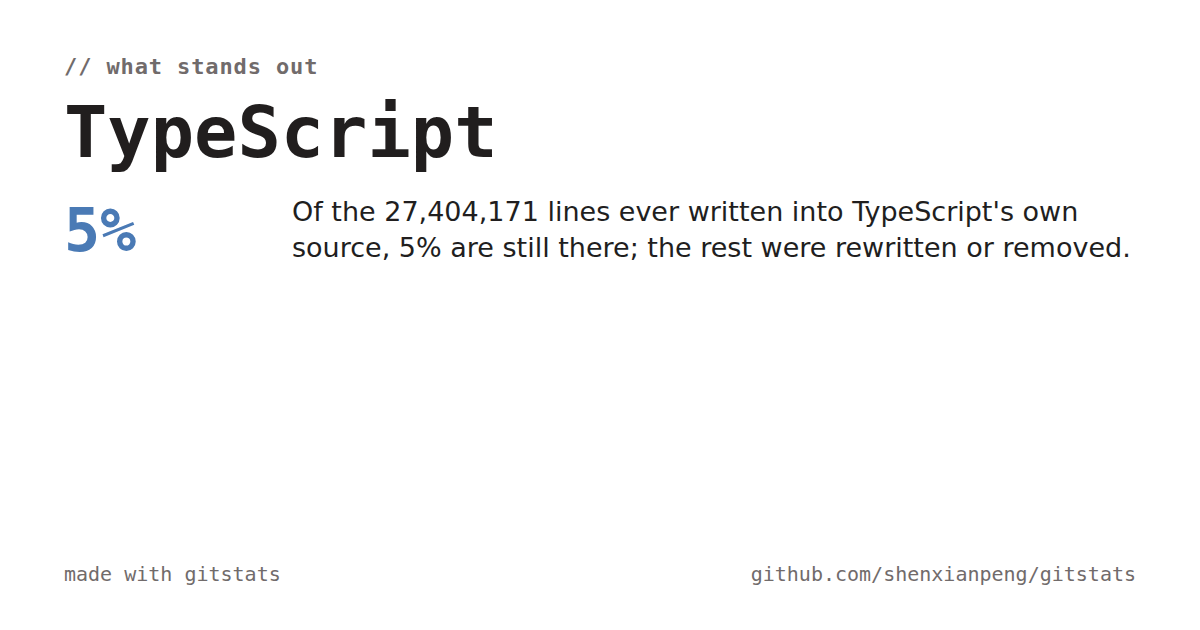 // what stands out
TypeScript
5%
Of the 27,404,171 lines ever written into TypeScript's own
source, 5% are still there; the rest were rewritten or removed.
made with gitstats
github.com/shenxianpeng/gitstats